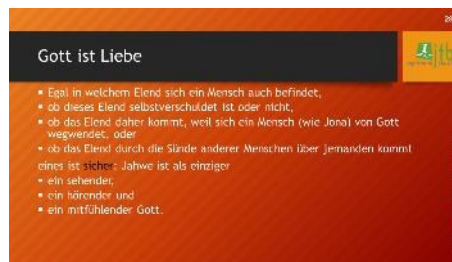 Gott ist Liebe
▪ Egal in welchem Elend sich ein Mensch auch befindet,
▪ ob dieses Elend selbstverschuldet ist oder nicht,
▪ ob das Elend daher kommt, weil sich ein Mensch (wie Jona) von Gott
wegwendet, oder
▪ ob das Elend durch die Sünde anderer Menschen über jemanden kommt
eines ist sicher: Jahwe ist als einziger
▪ ein sehender,
▪ ein hörender und
▪ ein mitfühlender Gott.